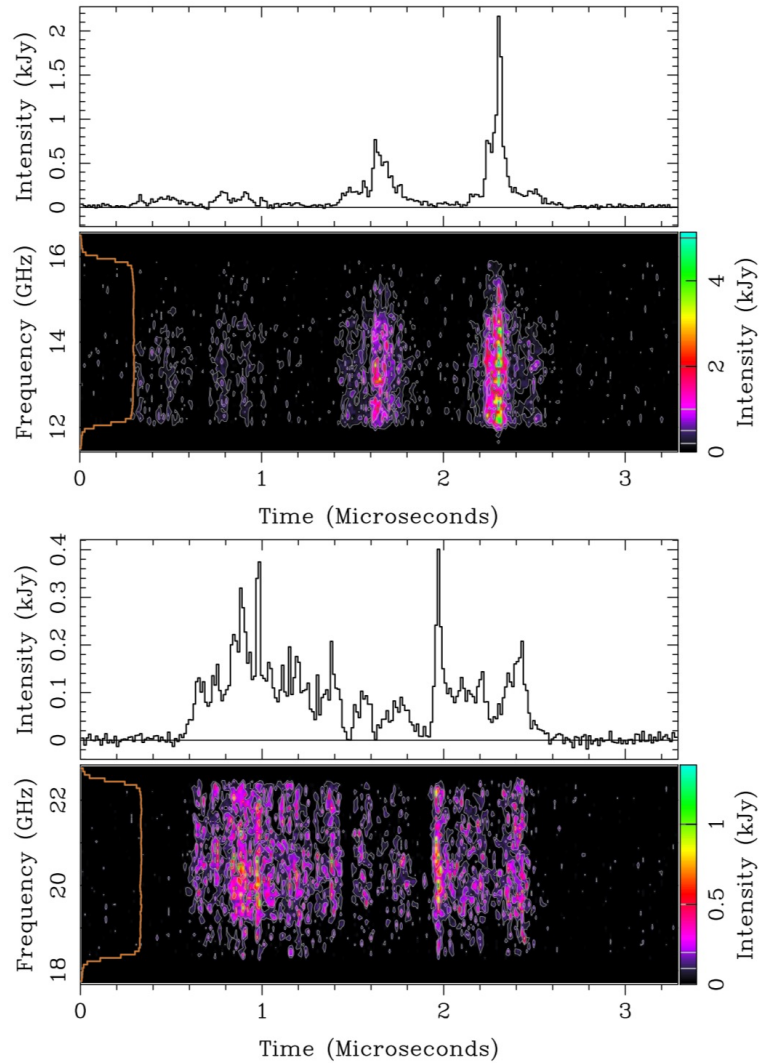 Intensity (kJy)
0 0.5 1 1.5 2
Frequency (GHz)
12 14 16
Intensity (kJy)
0 2 4
0 1 2 3
Time (Microseconds)
Intensity (kJy)
0 0.1 0.2 0.3 0.4
Frequency (GHz)
18 20 22
Intensity (kJy)
0 0.5 1
0 1 2 3
Time (Microseconds)